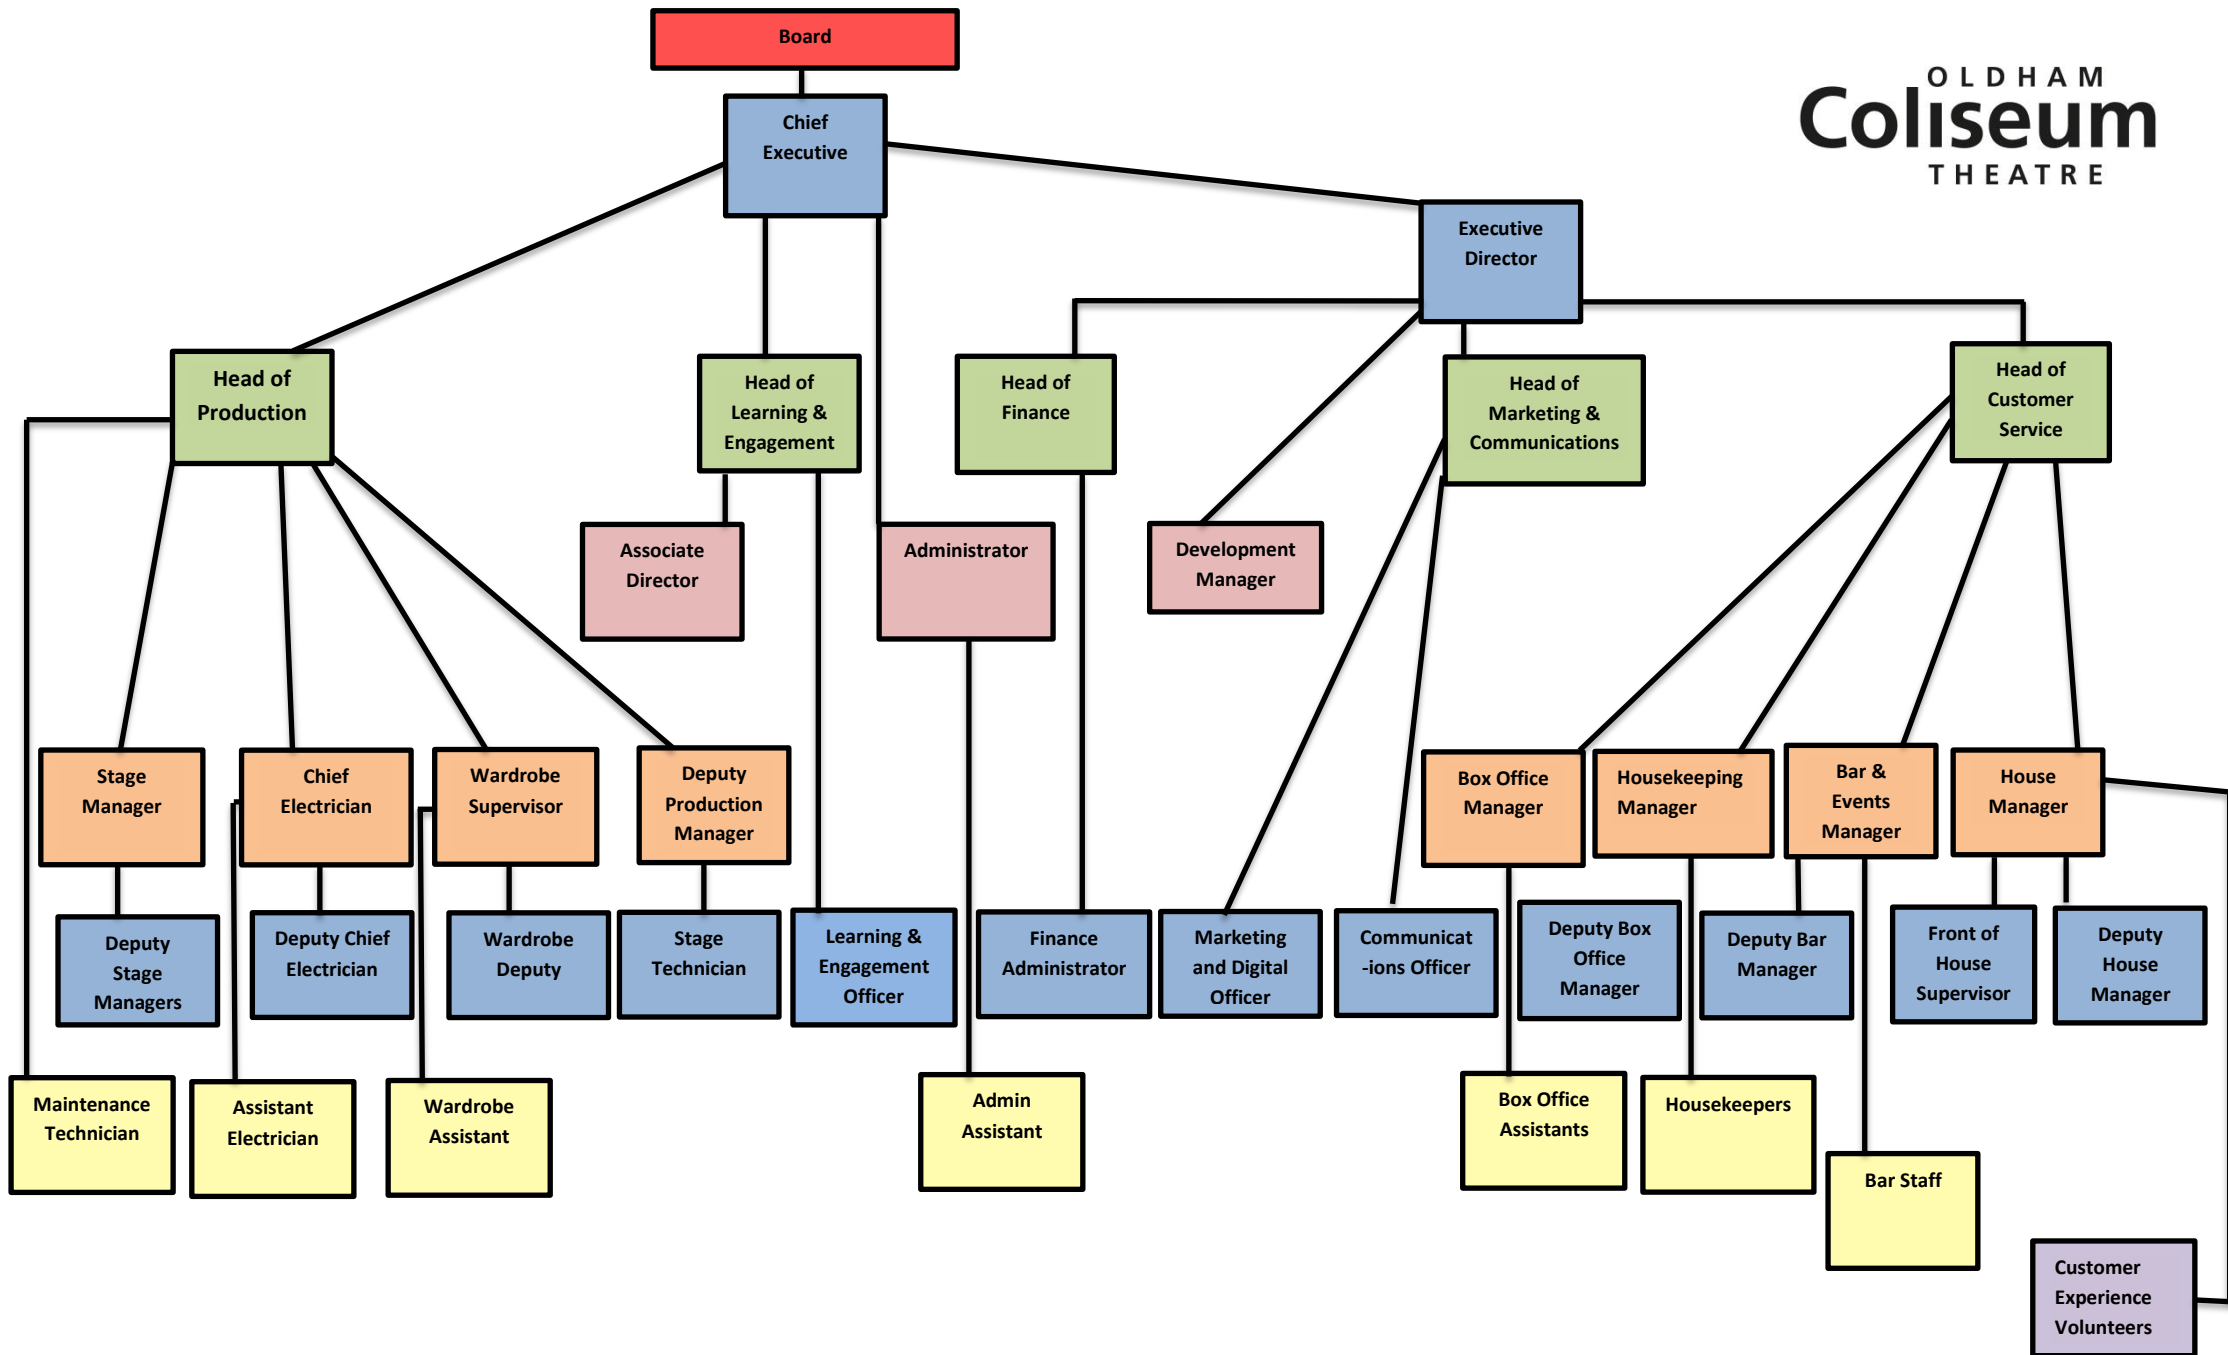 Board
OLDHAM
Coliseum
THEATRE
Chief
Executive
Executive
Director
Head of
Production
Head of
Learning &
Engagement
Head of
Finance
Head of
Marketing &
Communications
Head of
Customer
Service
Associate
Director
Administrator
Development
Manager
Stage
Manager
Chief
Electrician
Wardrobe
Supervisor
Deputy
Production
Manager
Box Office
Manager
Housekeeping
Manager
Bar &
Events
Manager
House
Manager
Deputy
Stage
Managers
Deputy Chief
Electrician
Wardrobe
Deputy
Stage
Technician
Learning &
Engagement
Officer
Finance
Administrator
Marketing
and Digital
Officer
Communicat
-ions Officer
Deputy Box
Office
Manager
Deputy Bar
Manager
Front of
House
Supervisor
Deputy
House
Manager
Maintenance
Technician
Assistant
Electrician
Wardrobe
Assistant
Admin
Assistant
Box Office
Assistants
Housekeepers
Bar Staff
Customer
Experience
Volunteers